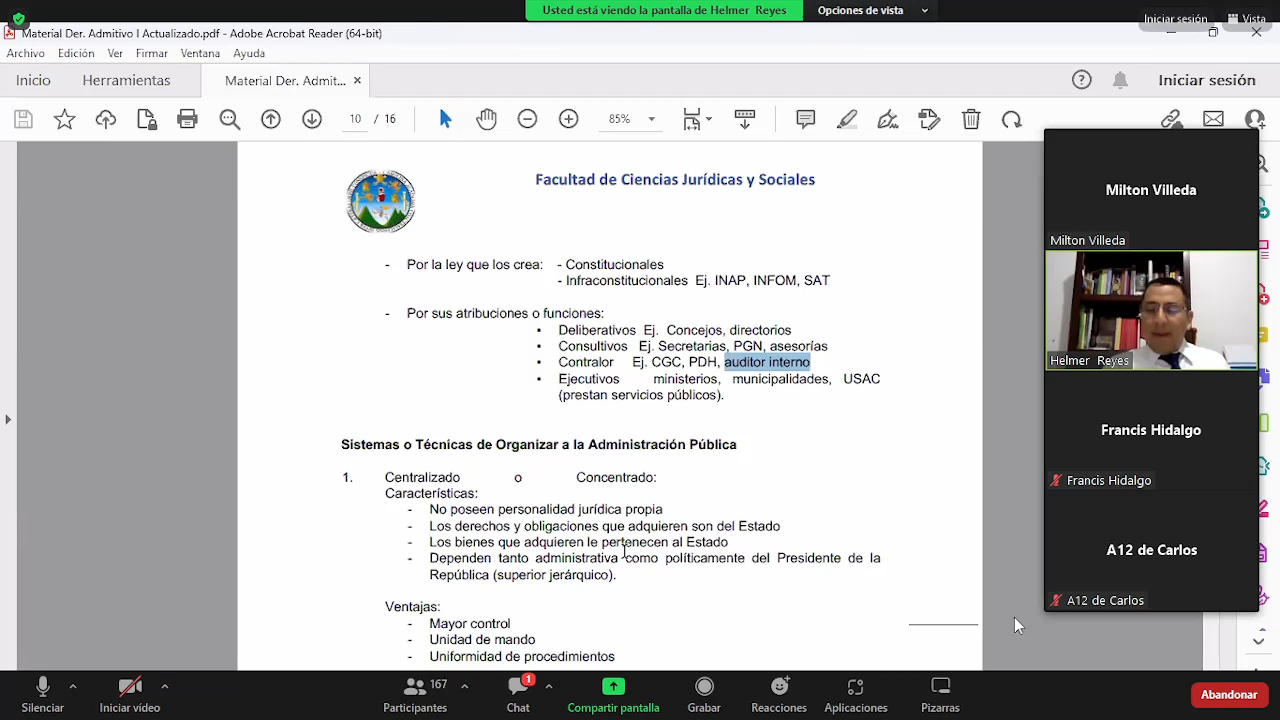 Usted está viendo la pantalla de Helmer Reyes
Opciones de vista
Iniciar sesión
Vista
Material Der. Admitivo I Actualizado.pdf - Adobe Acrobat Reader (64-bit)
Archivo Edición Ver Firmar Ventana Ayuda
Inicio
Herramientas
Material Der. Admit... ×
Iniciar sesión
10 / 16
85%
Facultad de Ciencias Jurídicas y Sociales
- Por la ley que los crea: - Constitucionales
- Infraconstitucionales Ej. INAP, INFOM, SAT
- Por sus atribuciones o funciones:
▪ Deliberativos Ej. Concejos, directorios
▪ Consultivos Ej. Secretarias, PGN, asesorías
▪ Contralor Ej. CGC, PDH, auditor interno
▪ Ejecutivos ministerios, municipalidades, USAC
(prestan servicios públicos).
Sistemas o Técnicas de Organizar a la Administración Pública
1. Centralizado o Concentrado:
Características:
- No poseen personalidad jurídica propia
- Los derechos y obligaciones que adquieren son del Estado
- Los bienes que adquieren le pertenecen al Estado
- Dependen tanto administrativa como políticamente del Presidente de la
República (superior jerárquico).
Ventajas:
- Mayor control
- Unidad de mando
- Uniformidad de procedimientos
Milton Villeda
Milton Villeda
Helmer Reyes
Francis Hidalgo
Francis Hidalgo
A12 de Carlos
A12 de Carlos
Silenciar
Iniciar vídeo
167
Participantes
1
Chat
Compartir pantalla
Grabar
Reacciones
Aplicaciones
Pizarras
Abandonar